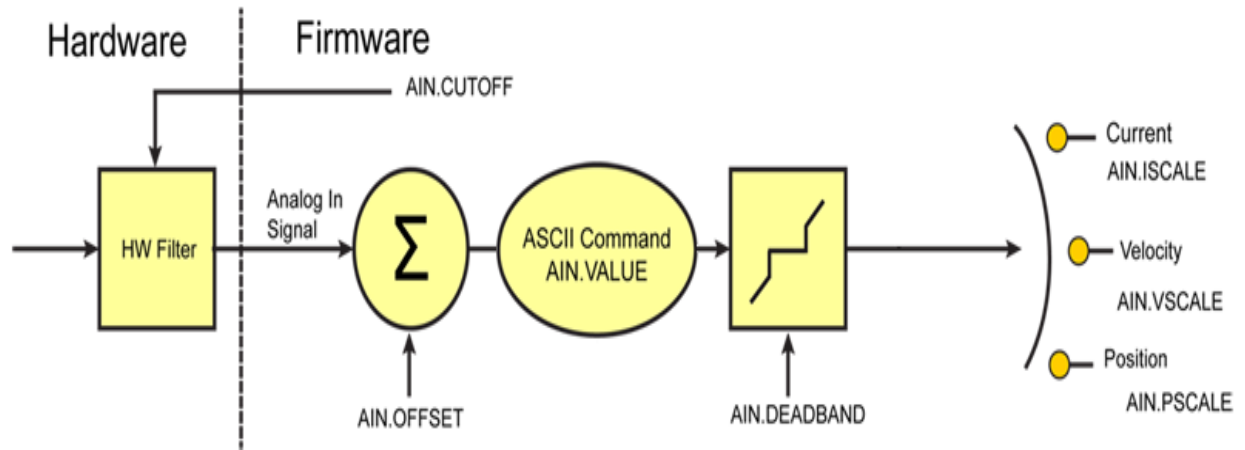 Hardware
Firmware
AIN.CUTOFF
HW Filter
Analog In
Signal
Σ
ASCII Command
AIN.VALUE
AIN.OFFSET
AIN.DEADBAND
Current
AIN.ISCALE
Velocity
AIN.VSCALE
Position
AIN.PSCALE